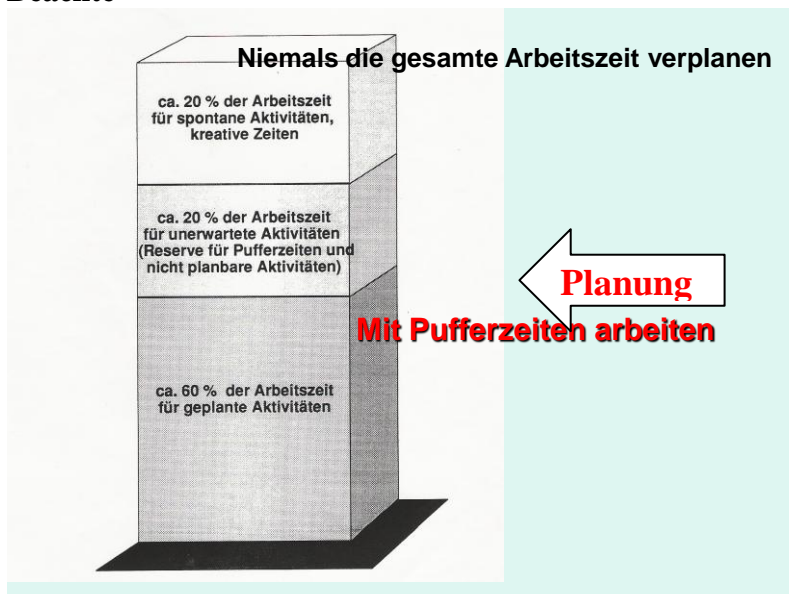 Niemals die gesamte Arbeitszeit verplanen
ca. 20 % der Arbeitszeit
für spontane Aktivitäten,
kreative Zeiten
ca. 20 % der Arbeitszeit
für unerwartete Aktivitäten
(Reserve für Pufferzeiten und
nicht planbare Aktivitäten)
Planung
Mit Pufferzeiten arbeiten
ca. 60 % der Arbeitszeit
für geplante Aktivitäten